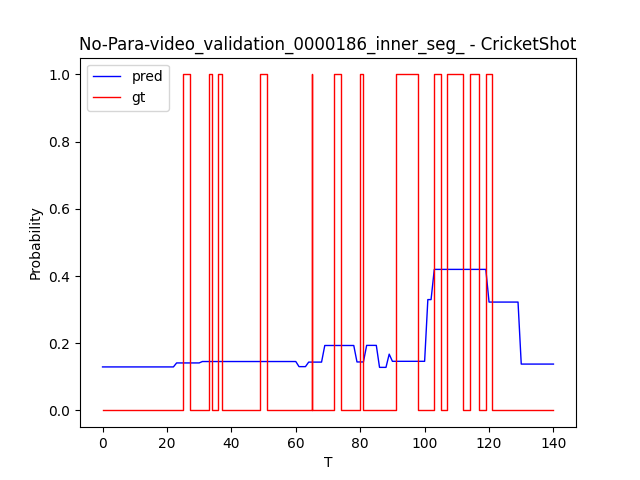 No-Para-video_validation_0000186_inner_seg_ - CricketShot
pred
gt
1.0
0.8
0.6
0.4
0.2
0.0
Probability
0 20 40 60 80 100 120 140
T